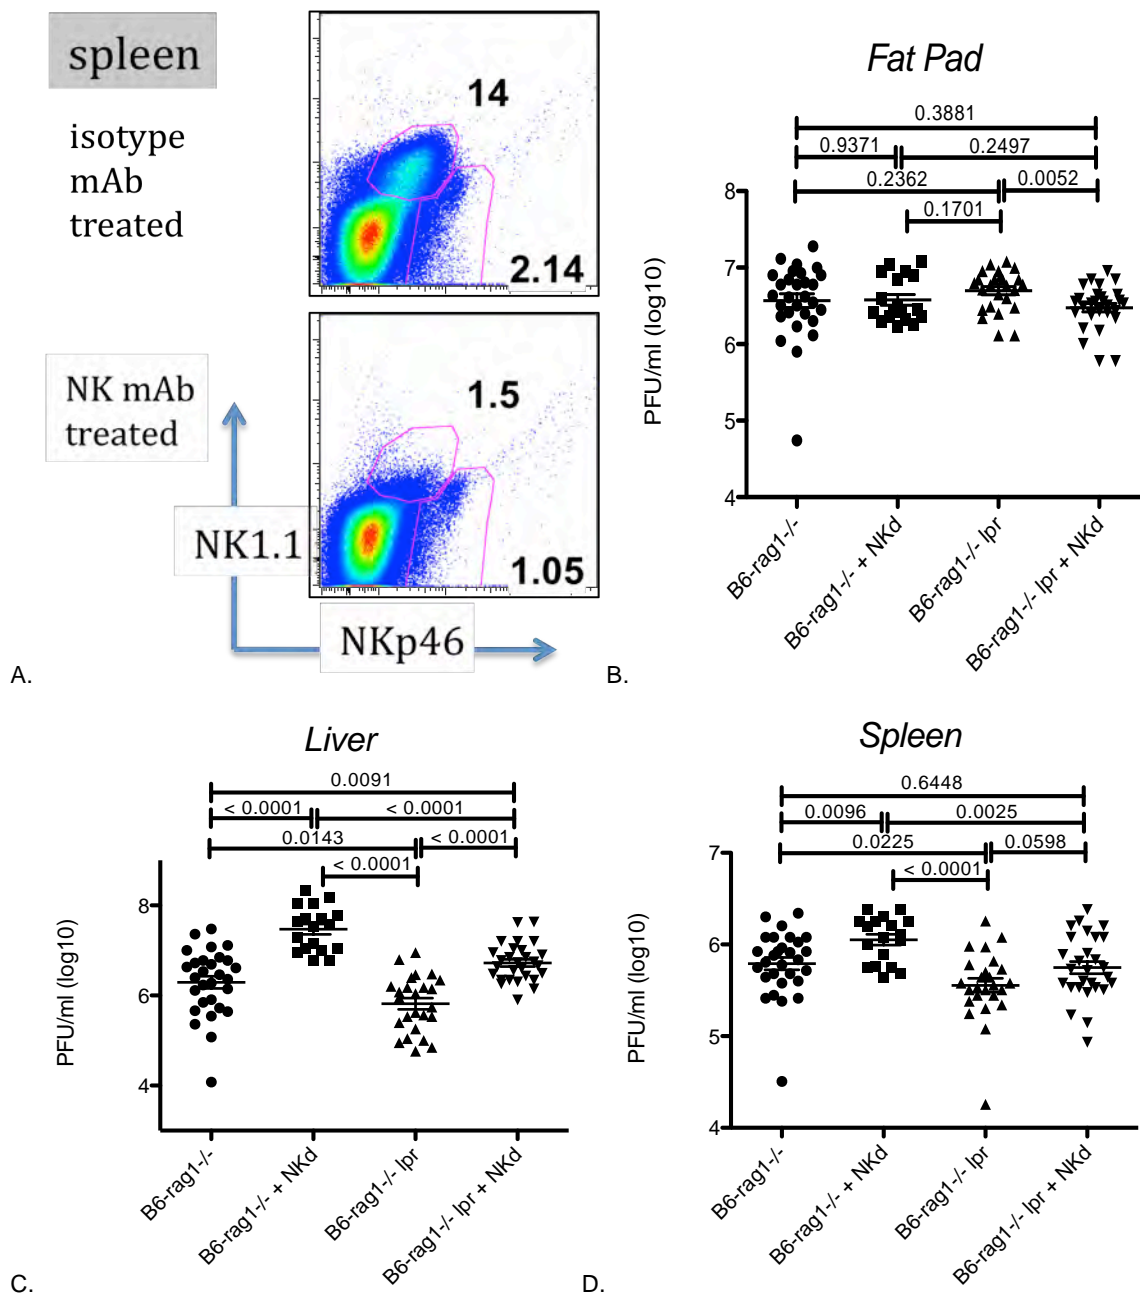 spleen
isotype
mAb
treated
14
2.14
NK mAb
treated
1.5
1.05
NK1.1
NKp46
A.
Fat Pad
0.3881
0.9371
0.2497
0.2362
0.0052
0.1701
8
7
6
5
4
PFU/ml (log10)
B6-rag1-/-
B6-rag1-/- + NKd
B6-rag1-/- lpr
B6-rag1-/- lpr + NKd
B.
Liver
0.0091
< 0.0001
< 0.0001
0.0143
< 0.0001
< 0.0001
8
6
4
PFU/ml (log10)
B6-rag1-/-
B6-rag1-/- + NKd
B6-rag1-/- lpr
B6-rag1-/- lpr + NKd
C.
Spleen
0.6448
0.0096
0.0025
0.0225
0.0598
< 0.0001
7
6
5
4
PFU/ml (log10)
B6-rag1-/-
B6-rag1-/- + NKd
B6-rag1-/- lpr
B6-rag1-/- lpr + NKd
D.